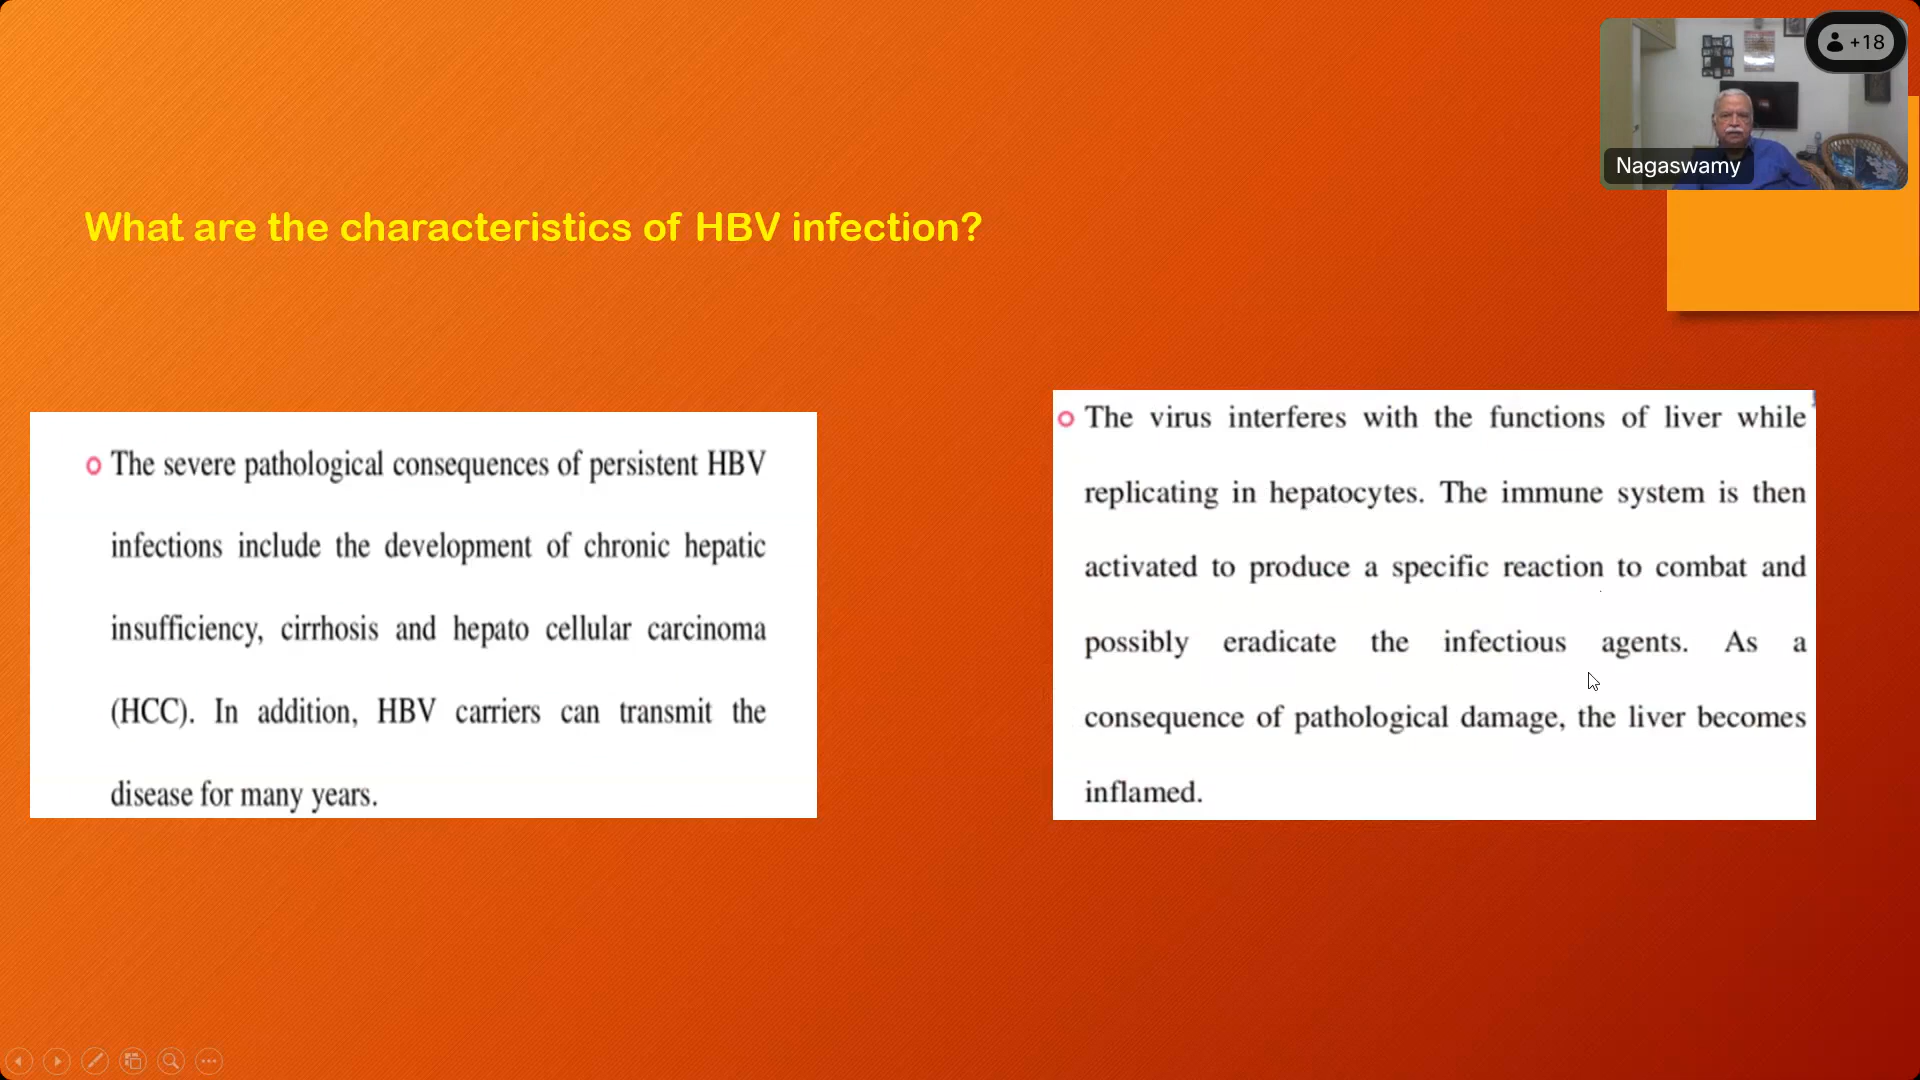 +18
Nagaswamy
What are the characteristics of HBV infection?
The severe pathological consequences of persistent HBV
infections include the development of chronic hepatic
insufficiency, cirrhosis and hepato cellular carcinoma
(HCC). In addition, HBV carriers can transmit the
disease for many years.
The virus interferes with the functions of liver while
replicating in hepatocytes. The immune system is then
activated to produce a specific reaction to combat and
possibly eradicate the infectious agents. As a
consequence of pathological damage, the liver becomes
inflamed.